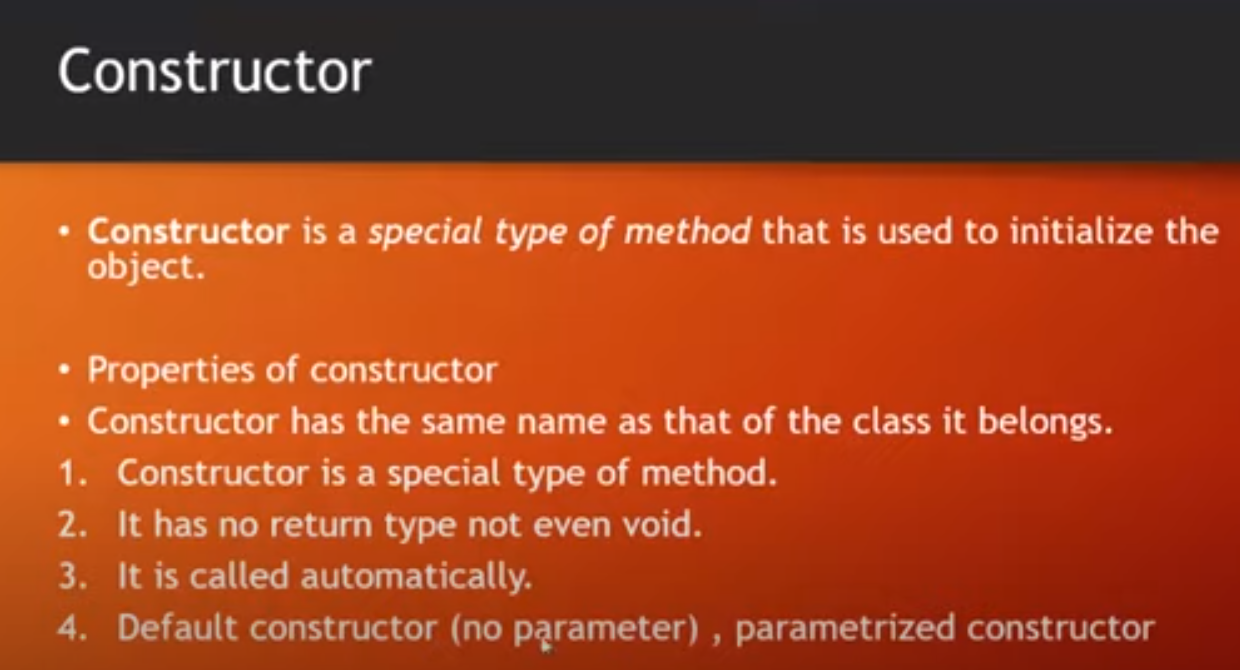 Constructor
• Constructor is a special type of method that is used to initialize the
object.
• Properties of constructor
• Constructor has the same name as that of the class it belongs.
1. Constructor is a special type of method.
2. It has no return type not even void.
3. It is called automatically.
4. Default constructor (no parameter) , parametrized constructor